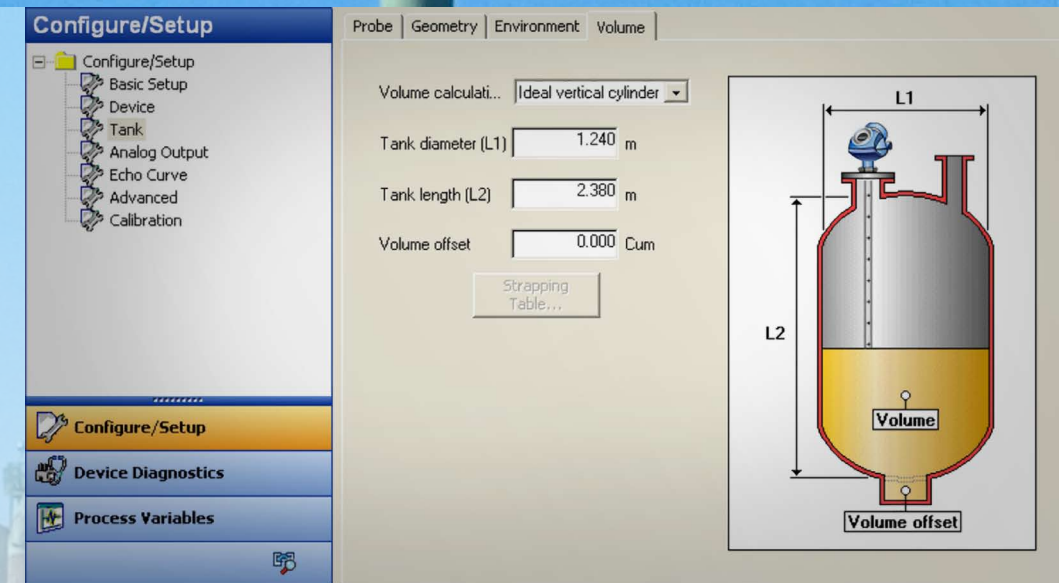 Configure/Setup
Configure/Setup
Basic Setup
Device
Tank
Analog Output
Echo Curve
Advanced
Calibration
Configure/Setup
Device Diagnostics
Process Variables
Probe Geometry Environment Volume
Volume calculati... Ideal vertical cylinder
Tank diameter (L1) 1.240 m
Tank length (L2) 2.380 m
Volume offset 0.000 Cum
Strapping
Table...
L1
L2
Volume
Volume offset